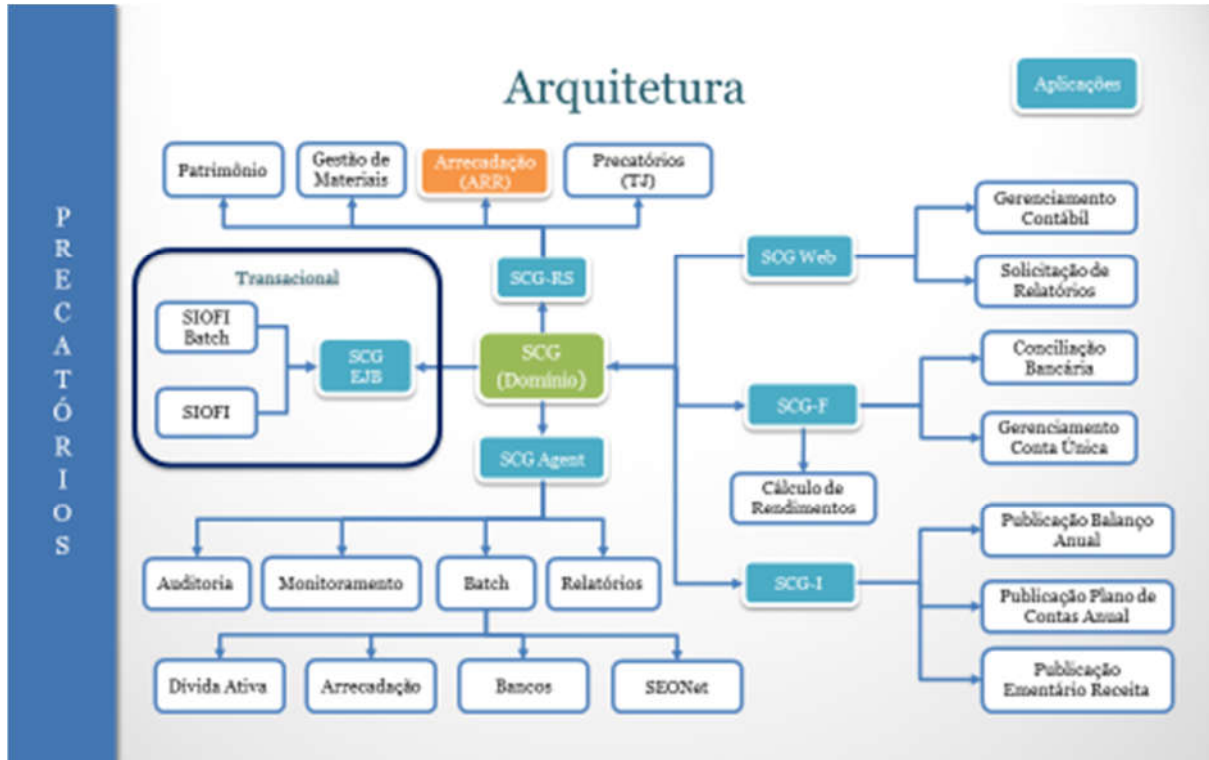 PRECATÓRIOS
Arquitetura
Aplicações
Patrimônio
Gestão de
Materiais
Arrecadação
(ARR)
Precatórios
(TJ)
SCG-RS
Transacional
SIOFI
Batch
SIOFI
SCG
EJB
SCG
(Domínio)
SCG Agent
Auditoria
Monitoramento
Batch
Relatórios
Dívida Ativa
Arrecadação
Bancos
SEONet
SCG Web
Gerenciamento
Contábil
Solicitação de
Relatórios
SCG-F
Conciliação
Bancária
Gerenciamento
Conta Única
Cálculo de
Rendimentos
SCG-I
Publicação Balanço
Anual
Publicação Plano de
Contas Anual
Publicação
Ementário Receita